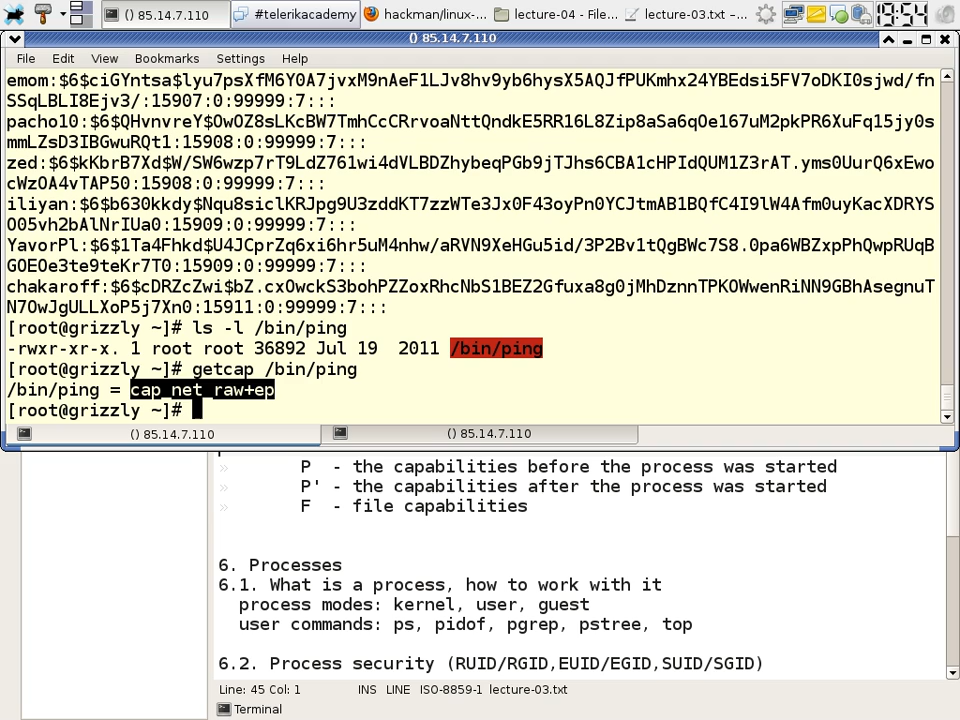 () 85.14.7.110
#telerikacademy
hackman/linux-...
lecture-04 - File...
lecture-03.txt – ...
19:54
() 85.14.7.110
File Edit View Bookmarks Settings Help
emom:$6$ciGYntsa$lyu7psXfM6Y0A7jvxM9nAeF1LJv8hv9yb6hysX5AQJfPUKmhx24YBEdsi5FV7oDKI0sjwd/fn
SSqLBLI8Ejv3/:15907:0:99999:7:::
pacho10:$6$QHvnvreY$OwOZ8sLKcBW7TmhCcCRrvoaNttQndkE5RR16L8Zip8aSa6qOe167uM2pkPR6XuFq15jy0s
mmLZsD3IBGwuRQt1:15908:0:99999:7:::
zed:$6$kKbrB7Xd$W/SW6wzp7rT9LdZ761wi4dVLBDZhybeqPGb9jTJhs6CBA1cHPIdQUM1Z3rAT.yms0UurQ6xEwo
cWzOA4vTAP50:15908:0:99999:7:::
iliyan:$6$b630kkdy$Nqu8siclKRJpg9U3zddKT7zzWTe3Jx0F43oyPn0YCJtmAB1BQfC4I9lW4Afm0uyKacXDRYS
O05vh2bAlNrIUa0:15909:0:99999:7:::
YavorPl:$6$1Ta4Fhkd$U4JCprZq6xi6hr5uM4nhw/aRVN9XeHGu5id/3P2Bv1tQgBWc7S8.0pa6WBZxpPhQwpRUqB
GOEOe3te9teKr7T0:15909:0:99999:7:::
chakaroff:$6$cDRZcZwi$bZ.cxOwckS3bohPZZoxRhcNbS1BEZ2Gfuxa8g0jMhDznnTPKOWwenRiNN9GBhAsegnuT
N7OwJgULLXoP5j7Xn0:15911:0:99999:7:::
[root@grizzly ~]# ls -l /bin/ping
-rwxr-xr-x. 1 root root 36892 Jul 19  2011 /bin/ping
[root@grizzly ~]# getcap /bin/ping
/bin/ping = cap_net_raw+ep
[root@grizzly ~]#
() 85.14.7.110
() 85.14.7.110
» P - the capabilities before the process was started
» P' - the capabilities after the process was started
» F - file capabilities
6. Processes
6.1. What is a process, how to work with it
process modes: kernel, user, guest
user commands: ps, pidof, pgrep, pstree, top
6.2. Process security (RUID/RGID,EUID/EGID,SUID/SGID)
Line: 45 Col: 1 INS LINE ISO-8859-1 lecture-03.txt
Terminal